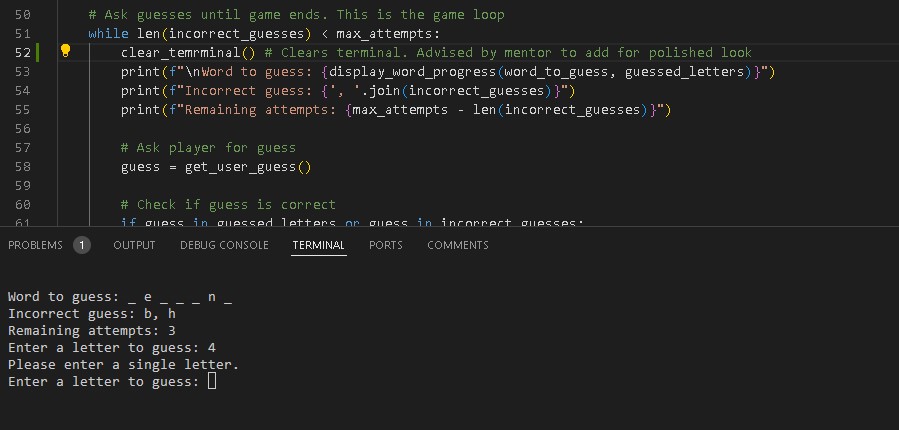 50 # Ask guesses until game ends. This is the game loop
51 while len(incorrect_guesses) < max_attempts:
52 clear_temrminal() # Clears terminal. Advised by mentor to add for polished look
53 print(f"\nWord to guess: {display_word_progress(word_to_guess, guessed_letters)}")
54 print(f"Incorrect guess: {', '.join(incorrect_guesses)}")
55 print(f"Remaining attempts: {max_attempts - len(incorrect_guesses)}")
56
57 # Ask player for guess
58 guess = get_user_guess()
59
60 # Check if guess is correct
61 if guess in guessed_letters or guess in incorrect_guesses:
PROBLEMS 1 OUTPUT DEBUG CONSOLE TERMINAL PORTS COMMENTS
Word to guess: _ e _ _ _ n _
Incorrect guess: b, h
Remaining attempts: 3
Enter a letter to guess: 4
Please enter a single letter.
Enter a letter to guess: